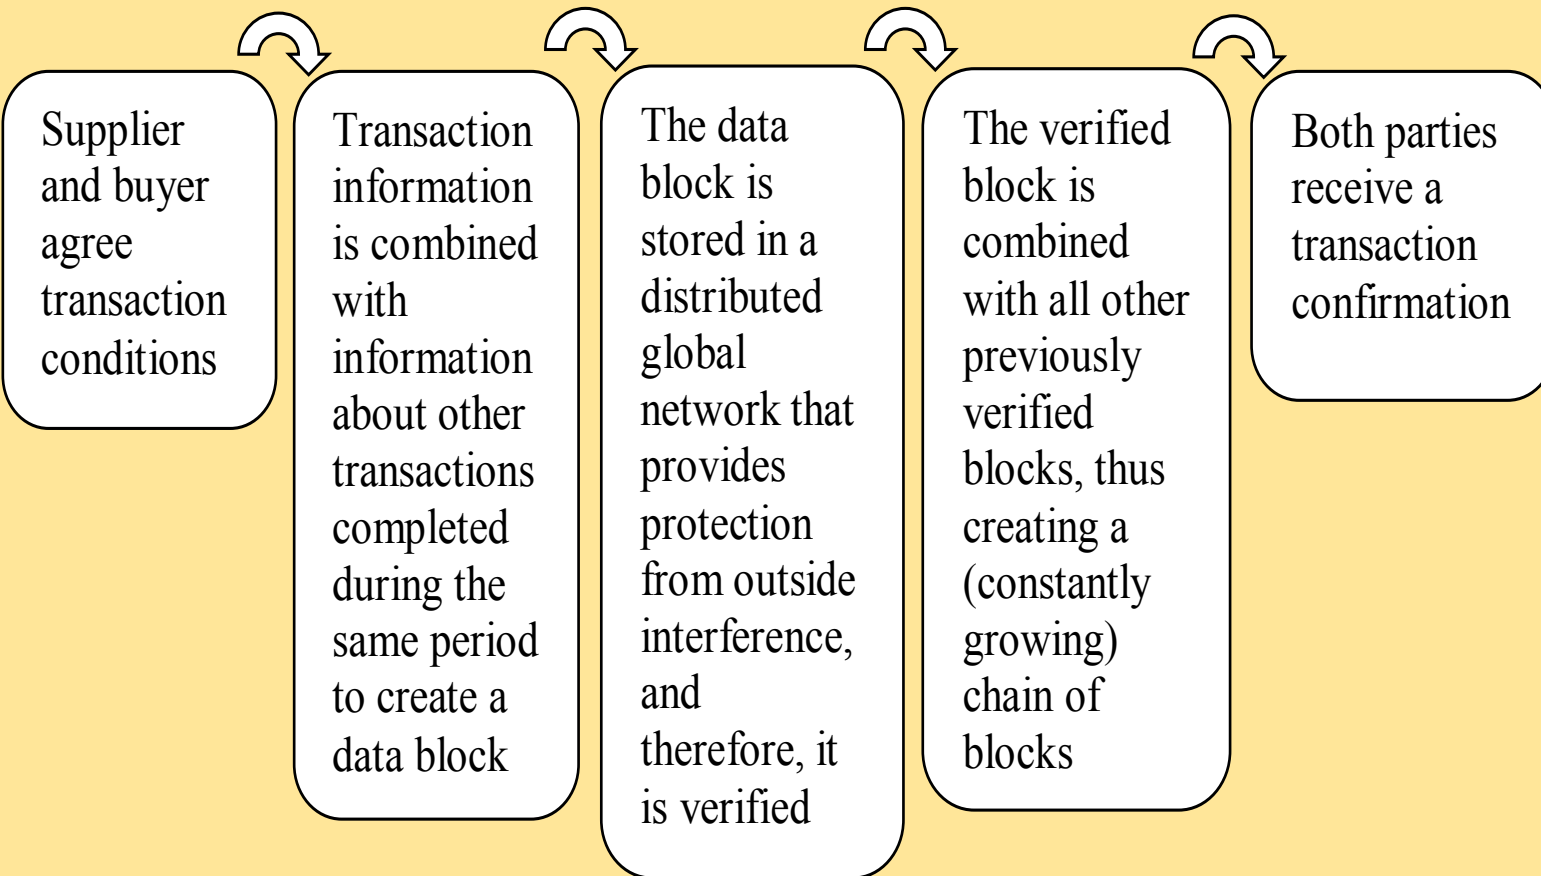 Supplier
and buyer
agree
transaction
conditions
Transaction
information
is combined
with
information
about other
transactions
completed
during the
same period
to create a
data block
The data
block is
stored in a
distributed
global
network that
provides
protection
from outside
interference,
and
therefore, it
is verified
The verified
block is
combined
with all other
previously
verified
blocks, thus
creating a
(constantly
growing)
chain of
blocks
Both parties
receive a
transaction
confirmation